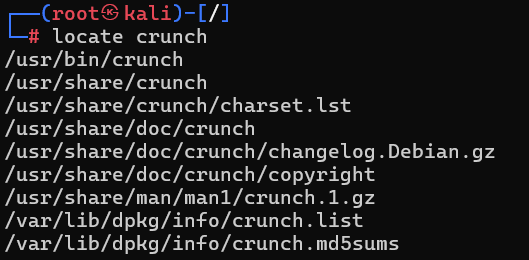 ┌──(root㉿kali)-[/]
└─# locate crunch
/usr/bin/crunch
/usr/share/crunch
/usr/share/crunch/charset.lst
/usr/share/doc/crunch
/usr/share/doc/crunch/changelog.Debian.gz
/usr/share/doc/crunch/copyright
/usr/share/man/man1/crunch.1.gz
/var/lib/dpkg/info/crunch.list
/var/lib/dpkg/info/crunch.md5sums